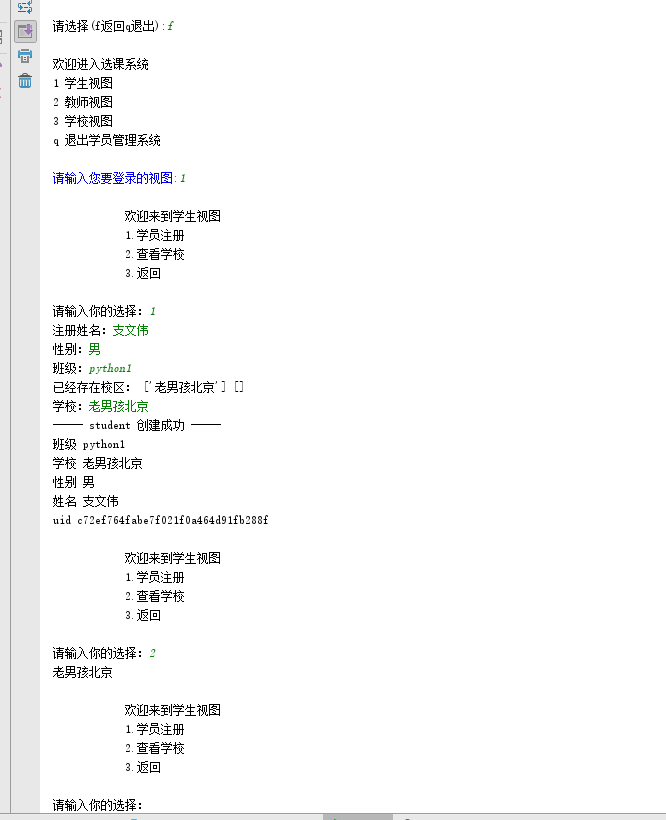 请选择(f返回q退出):f
欢迎进入选课系统
1 学生视图
2 教师视图
3 学校视图
q 退出学员管理系统
请输入您要登录的视图:1
欢迎来到学生视图
1.学员注册
2.查看学校
3.返回
请输入你的选择：1
注册姓名：支文伟
性别：男
班级：python1
已经存在校区： ['老男孩北京'] []
学校：老男孩北京
----- student 创建成功 -----
班级 python1
学校 老男孩北京
性别 男
姓名 支文伟
uid c72ef764fabe7f021f0a464d91fb288f
欢迎来到学生视图
1.学员注册
2.查看学校
3.返回
请输入你的选择：2
老男孩北京
欢迎来到学生视图
1.学员注册
2.查看学校
3.返回
请输入你的选择：